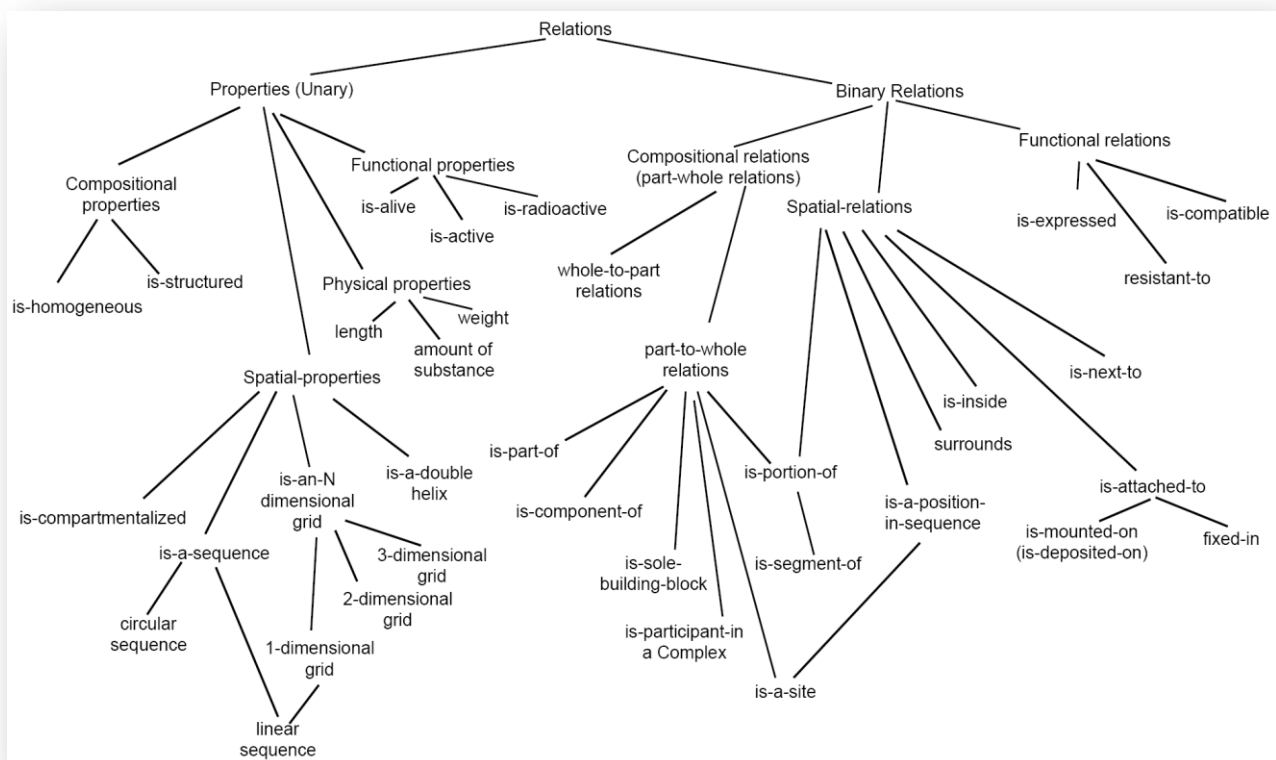 Relations
Properties (Unary)
Binary Relations
Functional relations
Compositional relations
(part-whole relations)
Functional properties
Compositional
properties
is-alive
is-radioactive
is-active
Spatial-relations
is-expressed
is-compatible
resistant-to
whole-to-part
relations
is-structured
is-homogeneous
Physical properties
length
weight
amount of
substance
part-to-whole
relations
Spatial-properties
is-next-to
is-inside
surrounds
is-part-of
is-component-of
is-portion-of
is-a-double
helix
is-an-N
dimensional
grid
is-compartmentalized
is-a-sequence
is-a-position-
in-sequence
is-attached-to
is-mounted-on
(is-deposited-on)
fixed-in
3-dimensional
grid
2-dimensional
grid
is-sole-
building-block
is-segment-of
circular
sequence
1-dimensional
grid
is-participant-in
a Complex
is-a-site
linear
sequence